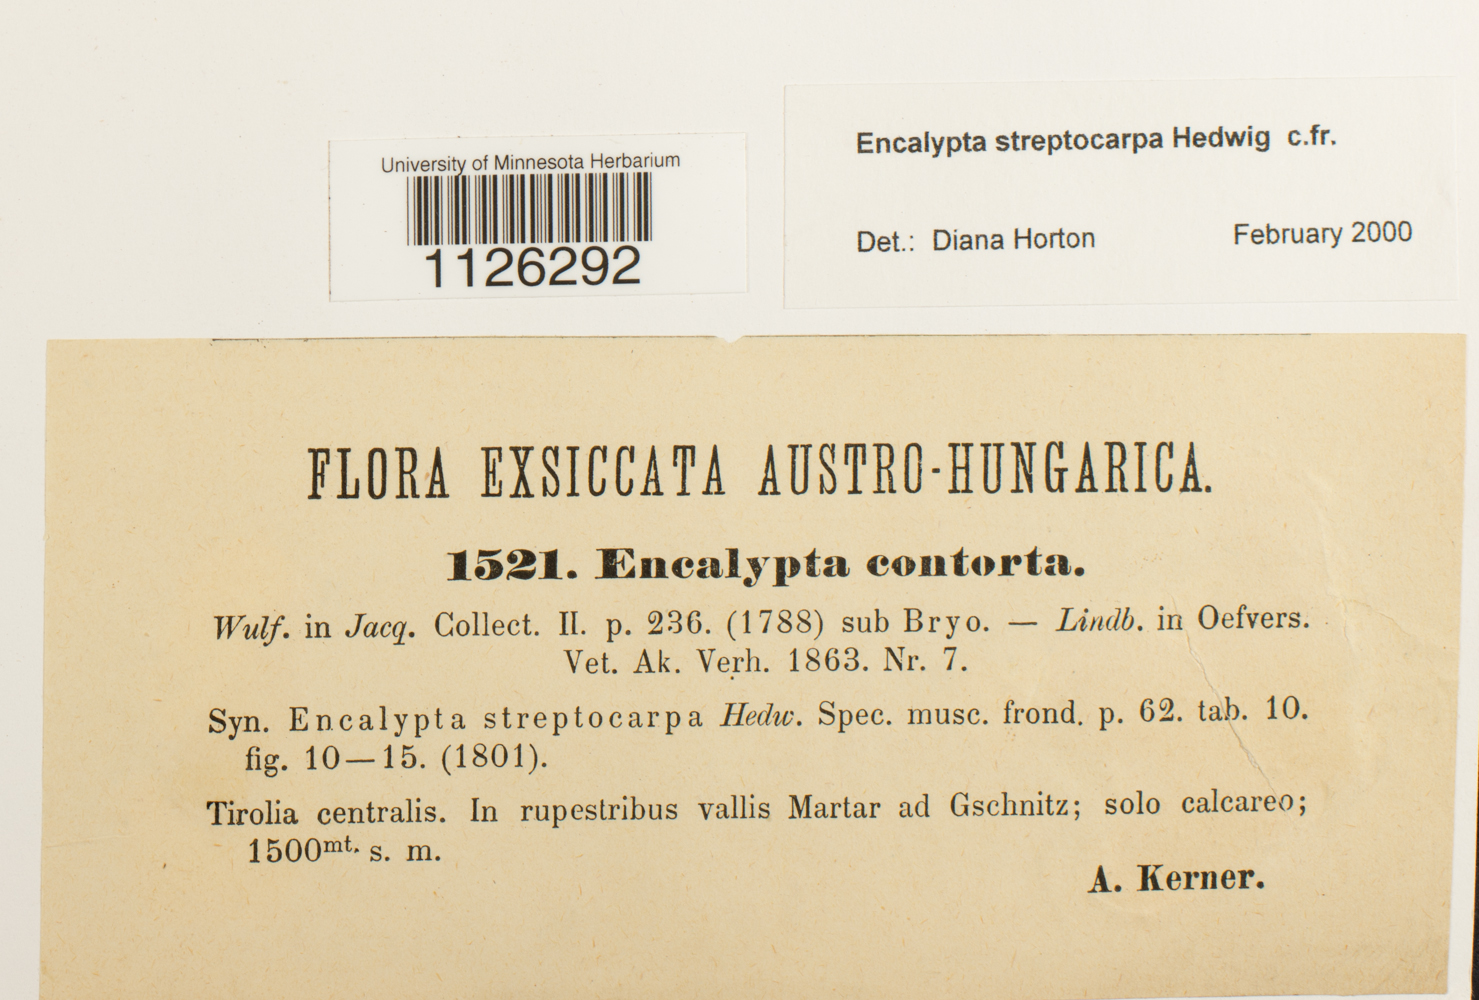 University of Minnesota Herbarium
1126292
Encalypta streptocarpa Hedwig c.fr.
Det.: Diana Horton February 2000
FLORA EXSICCATA AUSTRO-HUNGARICA.
1521. Encalypta contorta.
Wulf. in Jacq. Collect. II. p. 236. (1788) sub Bryo. — Lindb. in Oefvers.
Vet. Ak. Verh. 1863. Nr. 7.
Syn. Encalypta streptocarpa Hedw. Spec. musc. frond. p. 62. tab. 10.
fig. 10—15. (1801).
Tirolia centralis. In rupestribus vallis Martar ad Gschnitz; solo calcareo;
1500mt. s. m.
A. Kerner.